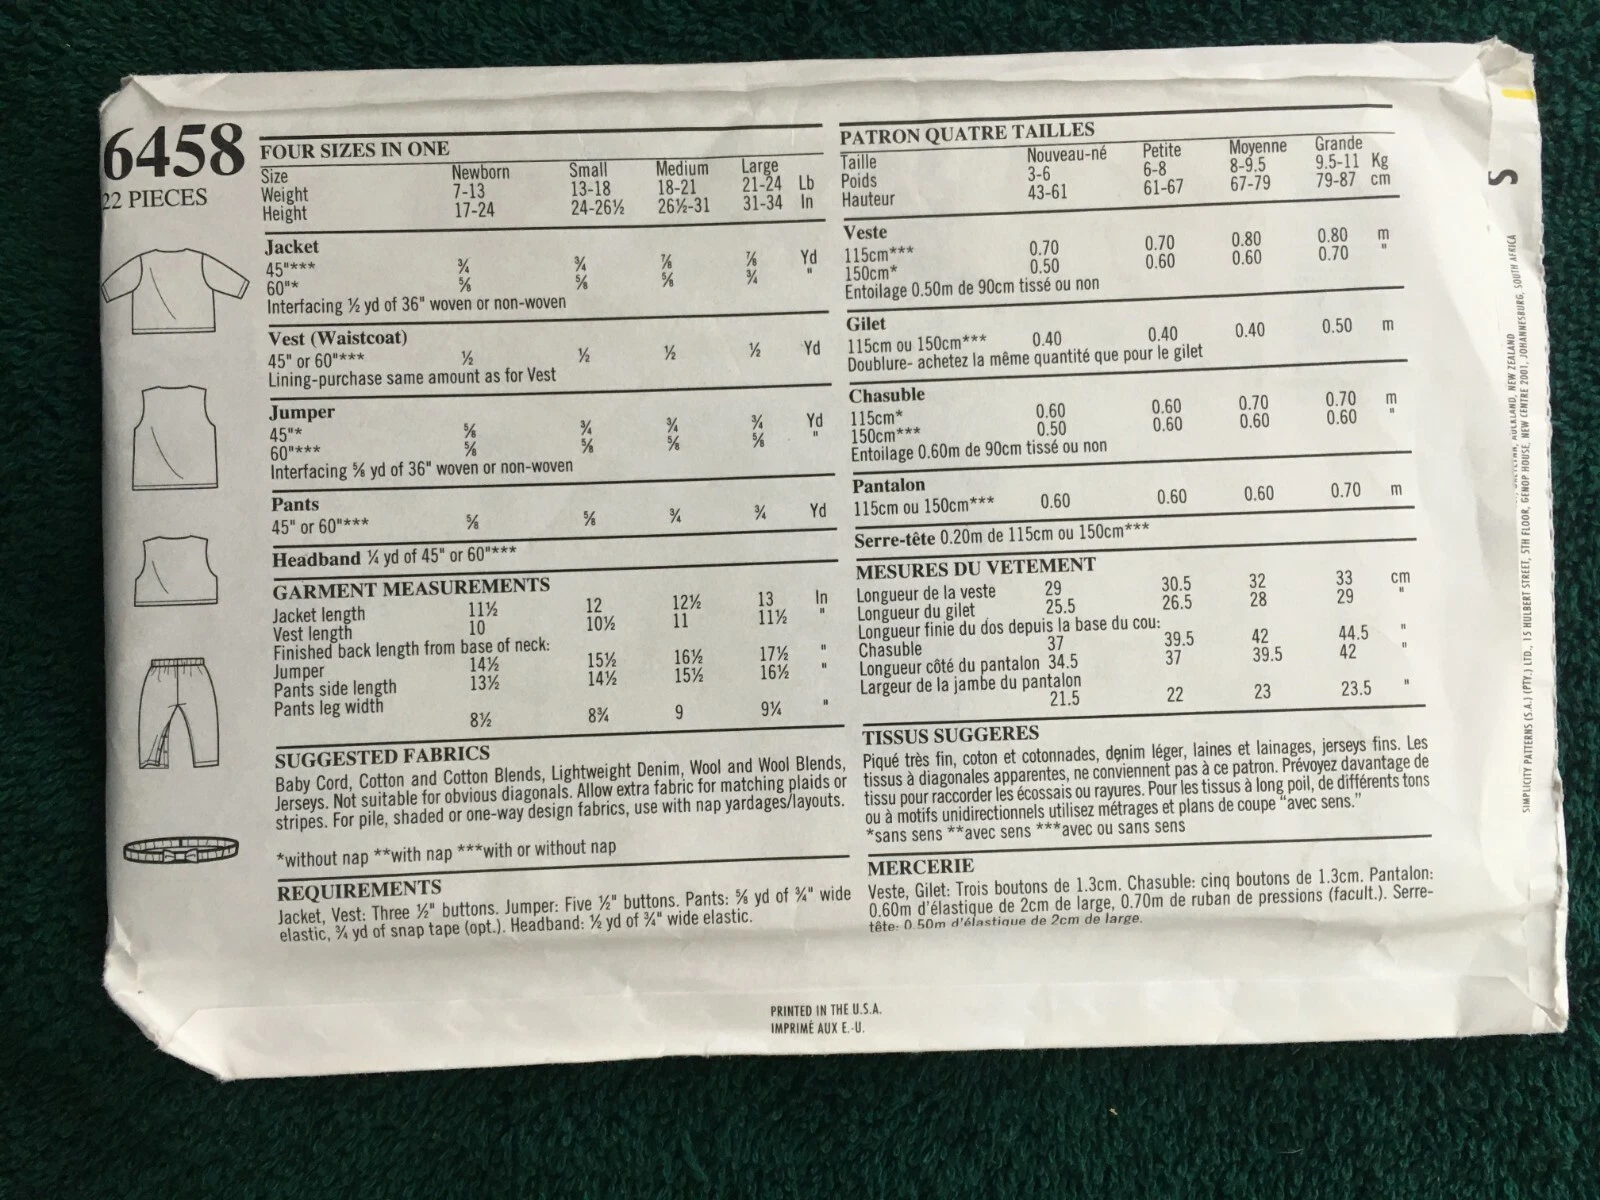 6458
22 PIECES
FOUR SIZES IN ONE
Size Newborn Small Medium Large
Weight 7-13 13-18 18-21 21-24 Lb
Height 17-24 24-26½ 26½-31 31-34 In
Jacket
45"*** ¾ ¾ ⅞ ⅞ Yd
60"* ⅝ ⅝ ⅝ ¾ "
Interfacing ½ yd of 36" woven or non-woven
Vest (Waistcoat)
45" or 60"*** ½ ½ ½ ½ Yd
Lining-purchase same amount as for Vest
Jumper
45"* ⅝ ¾ ¾ ¾ Yd
60"*** ⅝ ⅝ ⅝ ⅝ "
Interfacing ⅝ yd of 36" woven or non-woven
Pants
45" or 60"*** ⅝ ⅝ ¾ ¾ Yd
Headband ¼ yd of 45" or 60"***
GARMENT MEASUREMENTS
Jacket length 11½ 12 12½ 13 In
Vest length 10 10½ 11 11½ "
Finished back length from base of neck:
Jumper 14½ 15½ 16½ 17½ "
Pants side length 13½ 14½ 15½ 16½ "
Pants leg width 8½ 8¾ 9 9¼ "
SUGGESTED FABRICS
Baby Cord, Cotton and Cotton Blends, Lightweight Denim, Wool and Wool Blends,
Jerseys. Not suitable for obvious diagonals. Allow extra fabric for matching plaids or
stripes. For pile, shaded or one-way design fabrics, use with nap yardages/layouts.
*without nap **with nap ***with or without nap
REQUIREMENTS
Jacket, Vest: Three ½" buttons. Jumper: Five ½" buttons. Pants: ⅝ yd of ¾" wide
elastic, ¾ yd of snap tape (opt.). Headband: ½ yd of ¾" wide elastic.
PATRON QUATRE TAILLES
Taille Nouveau-né Petite Moyenne Grande
Poids 3-6 6-8 8-9.5 9.5-11 Kg
Hauteur 43-61 61-67 67-79 79-87 cm
Veste
115cm*** 0.70 0.70 0.80 0.80 m
150cm* 0.50 0.60 0.60 0.70 "
Entoilage 0.50m de 90cm tissé ou non
Gilet
115cm ou 150cm*** 0.40 0.40 0.40 0.50 m
Doublure- achetez la même quantité que pour le gilet
Chasuble
115cm* 0.60 0.60 0.70 0.70 m
150cm*** 0.50 0.60 0.60 0.60 "
Entoilage 0.60m de 90cm tissé ou non
Pantalon
115cm ou 150cm*** 0.60 0.60 0.60 0.70 m
Serre-tête 0.20m de 115cm ou 150cm***
MESURES DU VETEMENT
Longueur de la veste 29 30.5 32 33 cm
Longueur du gilet 25.5 26.5 28 29 "
Longueur finie du dos depuis la base du cou:
Chasuble 37 39.5 42 44.5 "
Longueur côté du pantalon 34.5 37 39.5 42 "
Largeur de la jambe du pantalon
21.5 22 23 23.5 "
TISSUS SUGGERES
Piqué très fin, coton et cotonnades, denim léger, laines et lainages, jerseys fins. Les
tissus à diagonales apparentes, ne conviennent pas à ce patron. Prévoyez davantage de
tissu pour raccorder les écossais ou rayures. Pour les tissus à long poil, de différents tons
ou à motifs unidirectionnels utilisez métrages et plans de coupe "avec sens."
*sans sens **avec sens ***avec ou sans sens
MERCERIE
Veste, Gilet: Trois boutons de 1.3cm. Chasuble: cinq boutons de 1.3cm. Pantalon:
0.60m d'élastique de 2cm de large, 0.70m de ruban de pressions (facult.). Serre-
tête: 0.50m d'élastique de 2cm de large.
PRINTED IN THE U.S.A.
IMPRIMÉ AUX E.-U.
S
AUCKLAND, NEW ZEALAND
SIMPLICITY PATTERNS (S.A.) (PTY.) LTD., 15 HULBERT STREET, 5TH FLOOR, GENOP HOUSE, NEW CENTRE 2001, JOHANNESBURG, SOUTH AFRICA